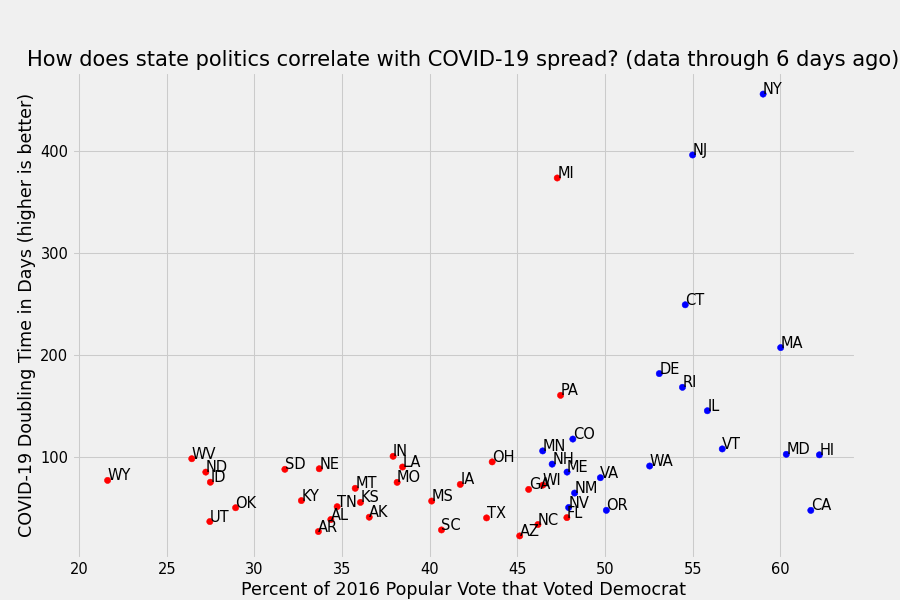 How does state politics correlate with COVID-19 spread? (data through 6 days ago)
COVID-19 Doubling Time in Days (higher is better)
400
300
200
100
NY
NJ
MI
CT
MA
DE
RI
PA
IL
CO
VT
MN
MD
HI
IN
OH
WV
NH
WA
LA
SD
NE
ND
ME
WY
ID
MO
VA
IA
WI
GA
MT
NM
KY
KS
MS
TN
OK
NV
OR
CA
AL
AK
TX
FL
UT
NC
AR
SC
AZ
20
25
30
35
40
45
50
55
60
Percent of 2016 Popular Vote that Voted Democrat